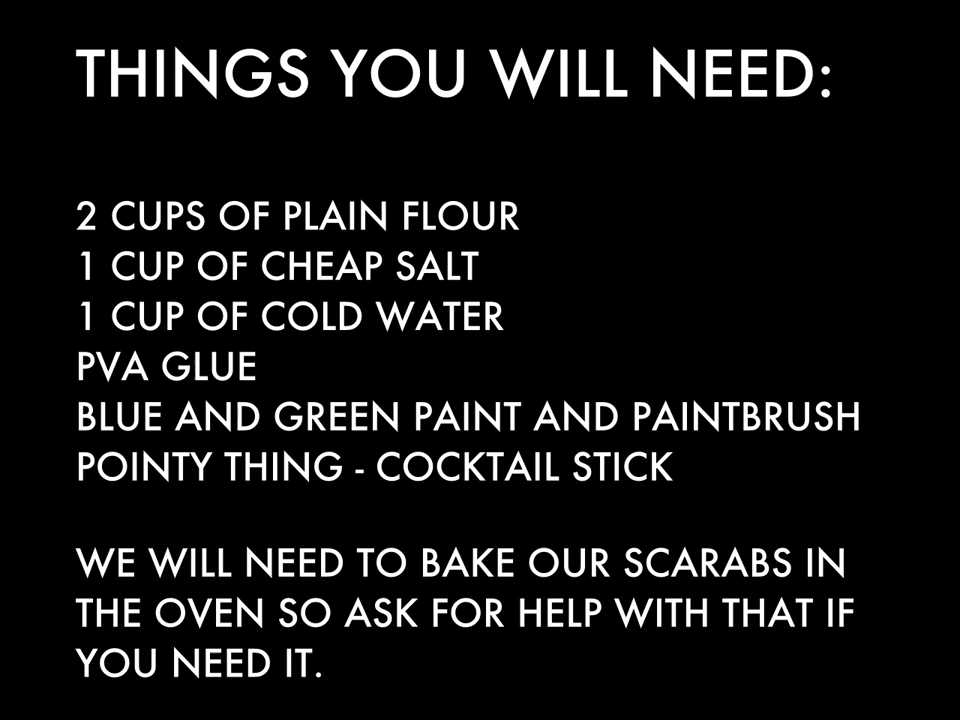 THINGS YOU WILL NEED:
2 CUPS OF PLAIN FLOUR
1 CUP OF CHEAP SALT
1 CUP OF COLD WATER
PVA GLUE
BLUE AND GREEN PAINT AND PAINTBRUSH
POINTY THING - COCKTAIL STICK
WE WILL NEED TO BAKE OUR SCARABS IN
THE OVEN SO ASK FOR HELP WITH THAT IF
YOU NEED IT.